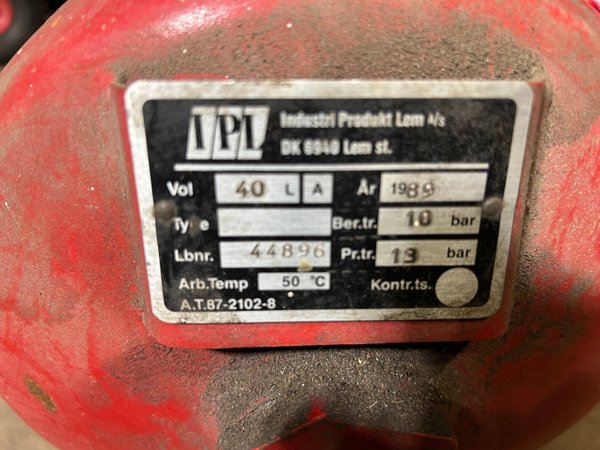 IPL
Industri Produkt Lem A/S
DK 6940 Lem st.
Vol 40 L A År 1989
Type Ber.tr. 10 bar
Lbnr. 44896 Pr.tr. 13 bar
Arb.Temp 50 °C Kontr.ts.
A.T.87-2102-8